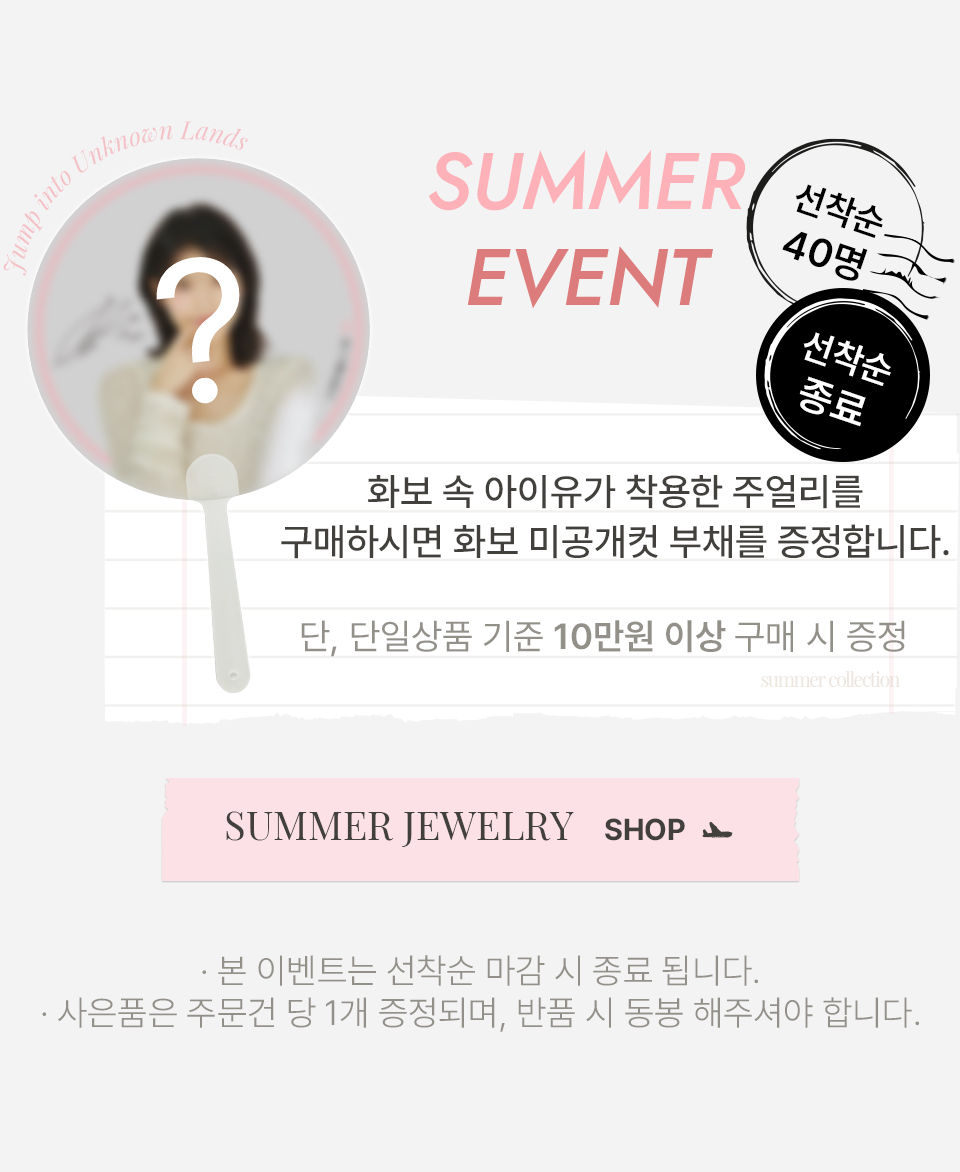 Jump into Unknown Lands
SUMMER
EVENT
선착순
40명
선착순
종료
?
화보 속 아이유가 착용한 주얼리를
구매하시면 화보 미공개컷 부채를 증정합니다.
단, 단일상품 기준 10만원 이상 구매 시 증정
summer collection
SUMMER JEWELRY SHOP
· 본 이벤트는 선착순 마감 시 종료 됩니다.
· 사은품은 주문건 당 1개 증정되며, 반품 시 동봉 해주셔야 합니다.